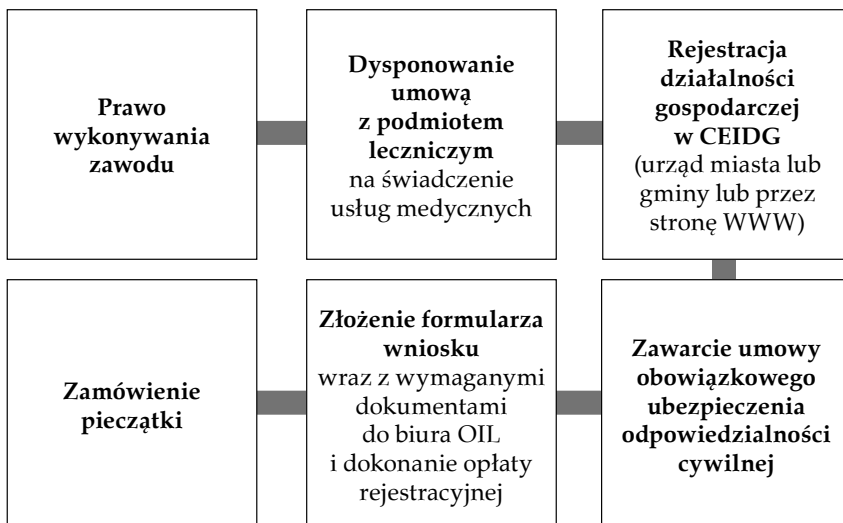 Prawo
wykonywania
zawodu
Dysponowanie
umową
z podmiotem
leczniczym
na świadczenie
usług medycznych
Rejestracja
działalności
gospodarczej
w CEIDG
(urząd miasta lub
gminy lub przez
stronę WWW)
Zawarcie umowy
obowiązkowego
ubezpieczenia
odpowiedzialności
cywilnej
Złożenie formularza
wniosku
wraz z wymaganymi
dokumentami
do biura OIL
i dokonanie opłaty
rejestracyjnej
Zamówienie
pieczątki